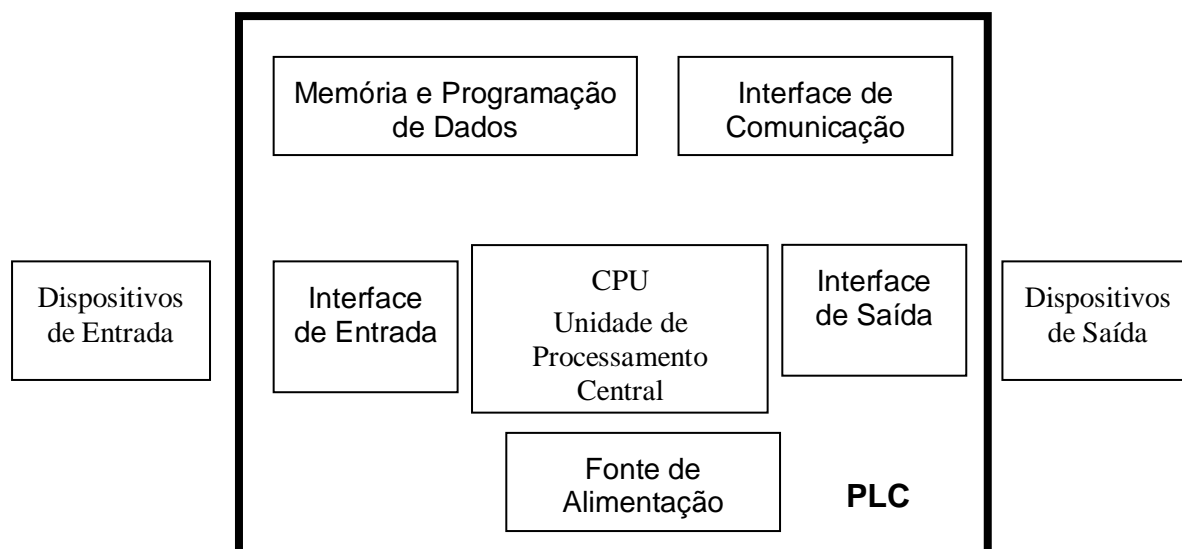 Memória e Programação
de Dados
Interface de
Comunicação
Dispositivos
de Entrada
Interface
de Entrada
CPU
Unidade de
Processamento
Central
Interface
de Saída
Dispositivos
de Saída
Fonte de
Alimentação
PLC